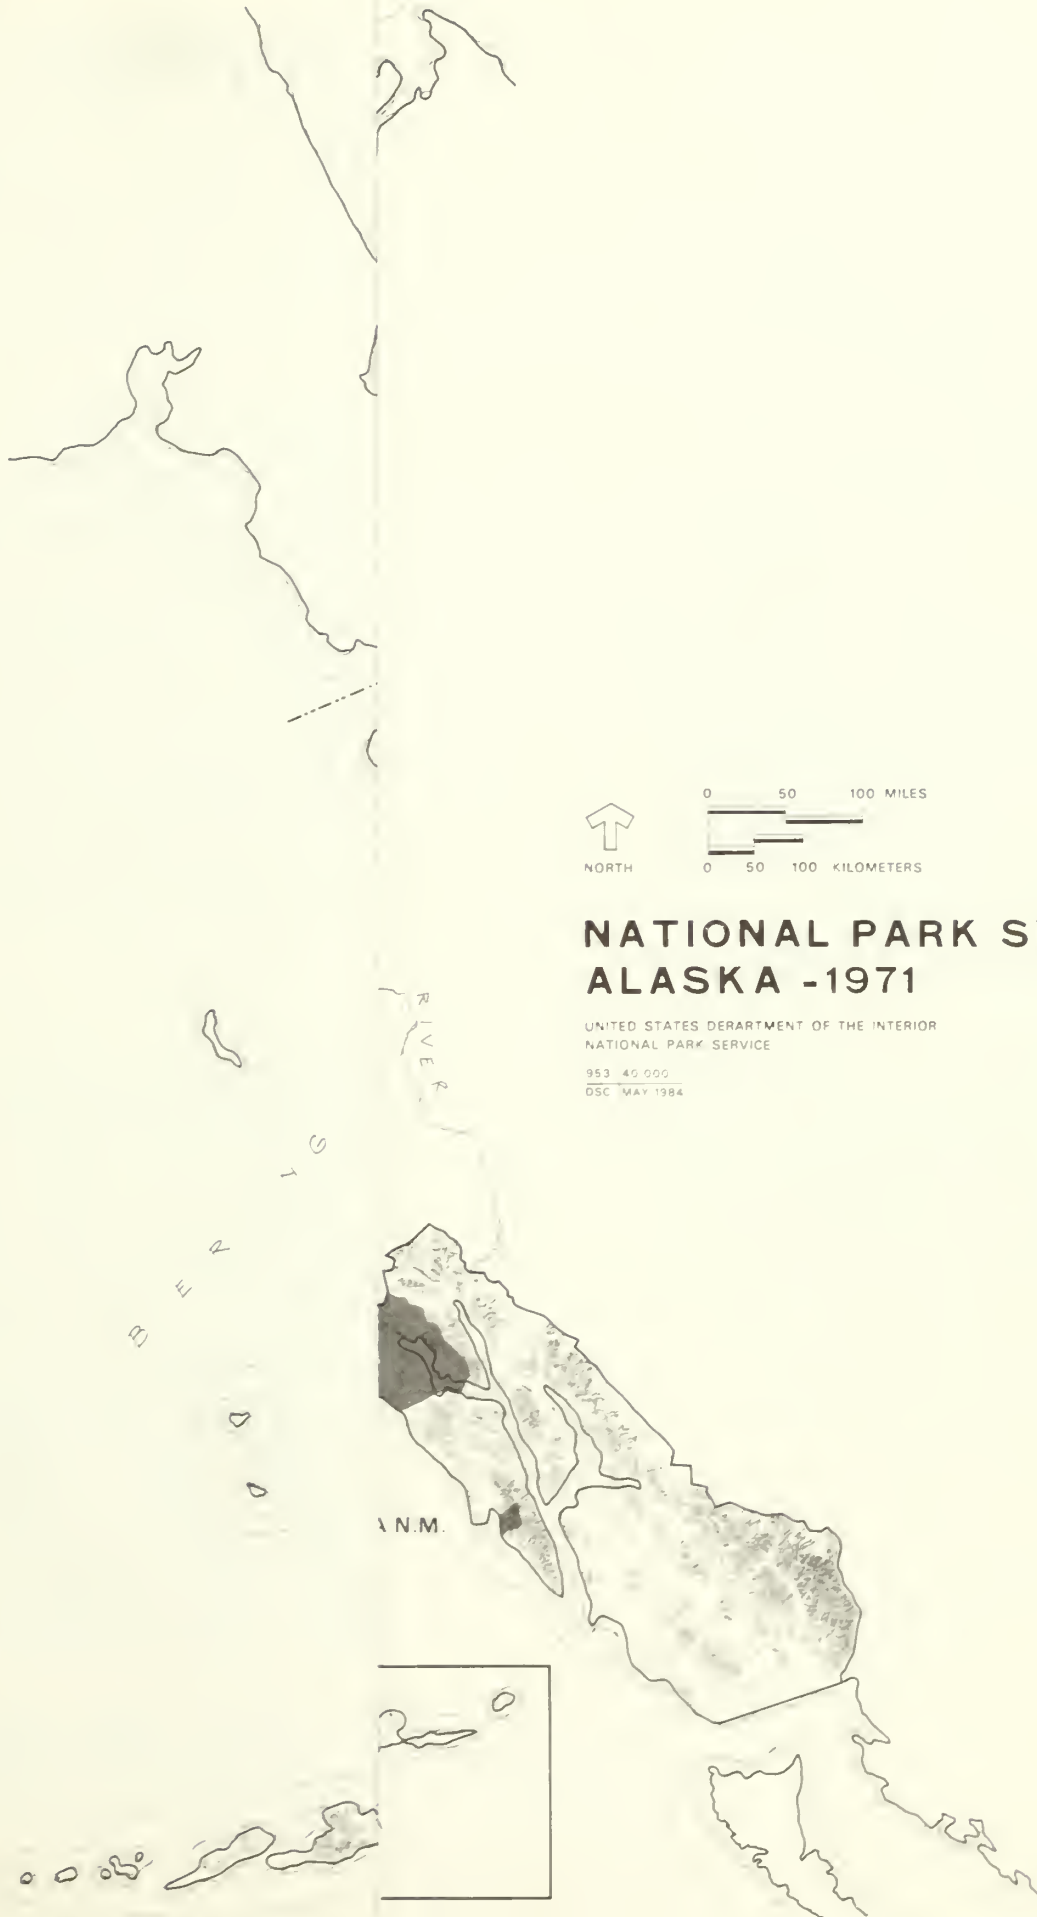 0 50 100 MILES
NORTH
0 50 100 KILOMETERS
NATIONAL PARK S
ALASKA -1971
UNITED STATES DERARTMENT OF THE INTERIOR
NATIONAL PARK SERVICE
953 40 000
DSC MAY 1984
RIVER
B E R I G
N.M.